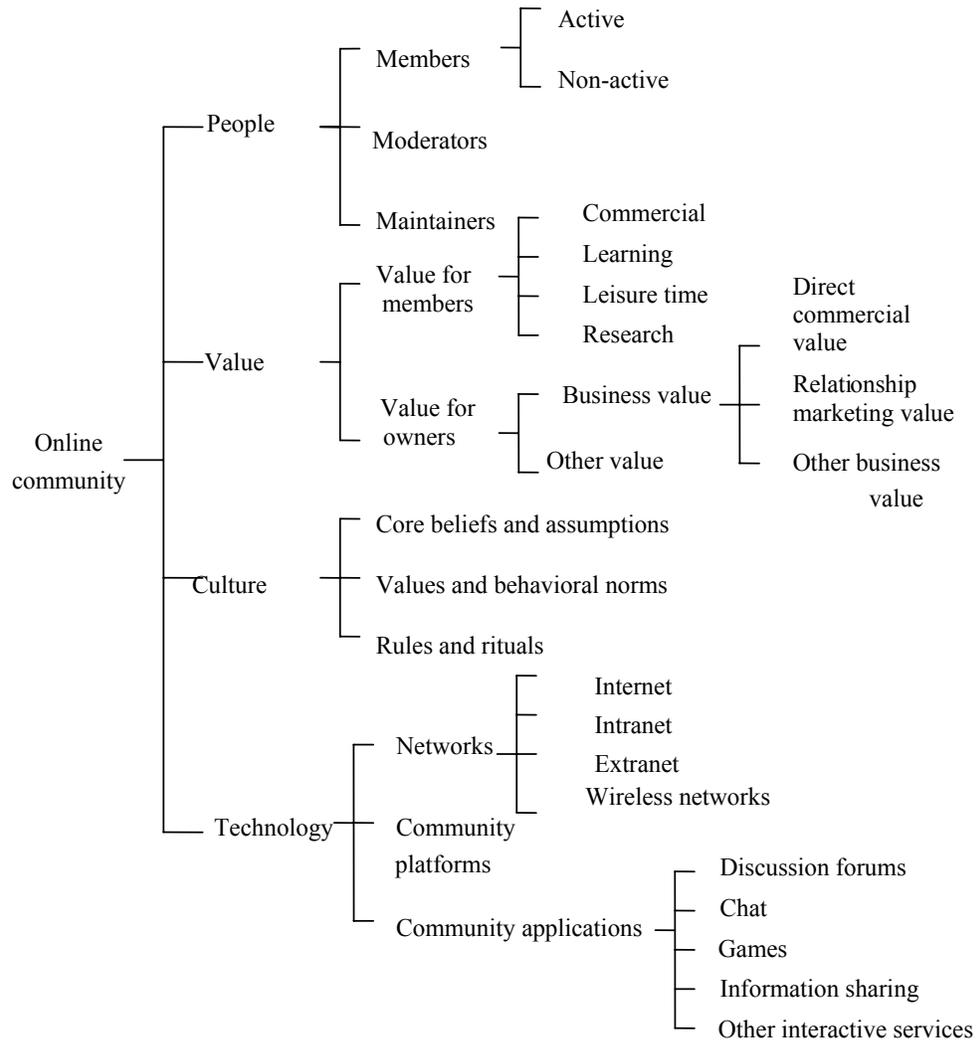 Active
Members
Non-active
People
Moderators
Maintainers
Commercial
Value for
members
Learning
Leisure time
Research
Direct
commercial
value
Value
Business value
Relationship
marketing value
Value for
owners
Other value
Other business
value
Online
community
Core beliefs and assumptions
Culture
Values and behavioral norms
Rules and rituals
Internet
Intranet
Networks
Extranet
Wireless networks
Technology
Community
platforms
Discussion forums
Chat
Community applications
Games
Information sharing
Other interactive services